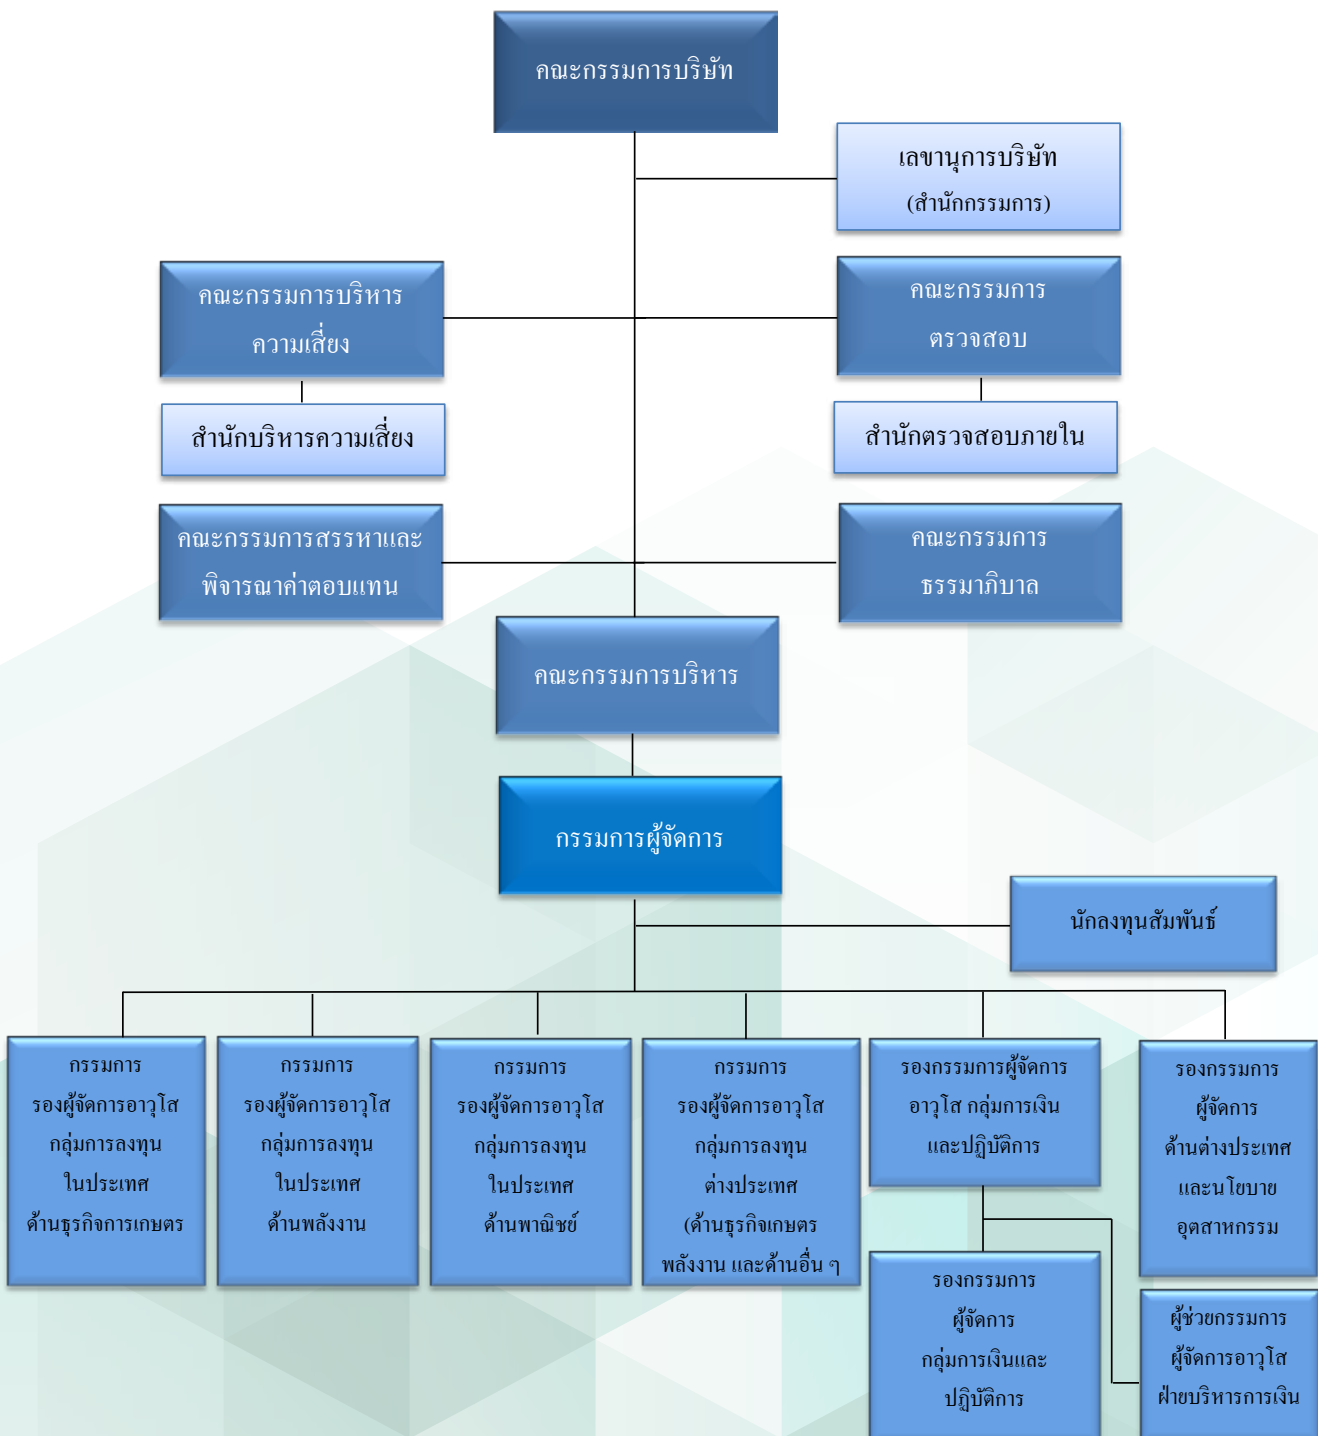 คณะกรรมการบริษัท
เลขานุการบริษัท
(สำนักกรรมการ)
คณะกรรมการบริหาร
ความเสี่ยง
คณะกรรมการ
ตรวจสอบ
สำนักบริหารความเสี่ยง
สำนักตรวจสอบภายใน
คณะกรรมการสรรหาและ
พิจารณาค่าตอบแทน
คณะกรรมการ
ธรรมาภิบาล
คณะกรรมการบริหาร
กรรมการผู้จัดการ
นักลงทุนสัมพันธ์
กรรมการ
รองผู้จัดการอาวุโส
กลุ่มการลงทุน
ในประเทศ
ด้านธุรกิจการเกษตร
กรรมการ
รองผู้จัดการอาวุโส
กลุ่มการลงทุน
ในประเทศ
ด้านพลังงาน
กรรมการ
รองผู้จัดการอาวุโส
กลุ่มการลงทุน
ในประเทศ
ด้านพาณิชย์
กรรมการ
รองผู้จัดการอาวุโส
กลุ่มการลงทุน
ต่างประเทศ
(ด้านธุรกิจเกษตร
พลังงาน และด้านอื่น ๆ
รองกรรมการผู้จัดการ
อาวุโส กลุ่มการเงิน
และปฏิบัติการ
รองกรรมการ
ผู้จัดการ
ด้านต่างประเทศ
และนโยบาย
อุตสาหกรรม
รองกรรมการ
ผู้จัดการ
กลุ่มการเงินและ
ปฏิบัติการ
ผู้ช่วยกรรมการ
ผู้จัดการอาวุโส
ฝ่ายบริหารการเงิน